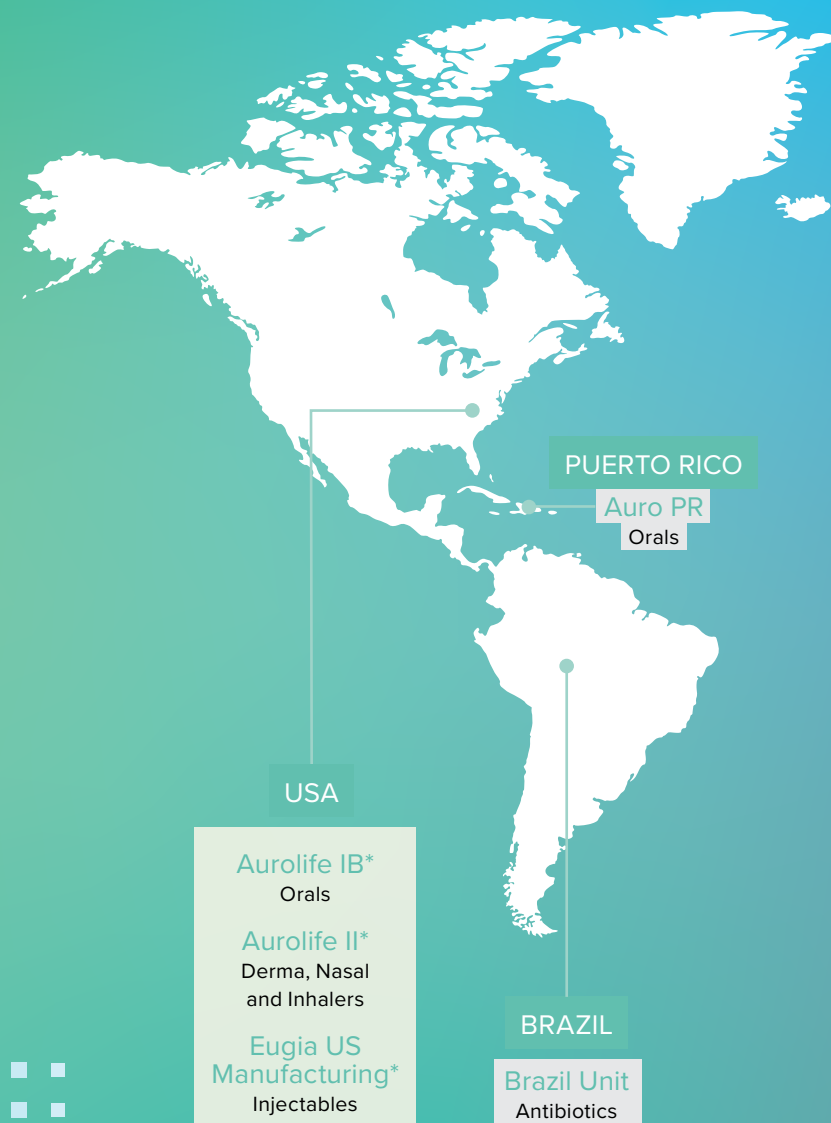 PUERTO RICO
Auro PR
Orals
USA
Aurolife IB*
Orals
Aurolife II*
Derma, Nasal
and Inhalers
Eugia US
Manufacturing*
Injectables
BRAZIL
Brazil Unit
Antibiotics